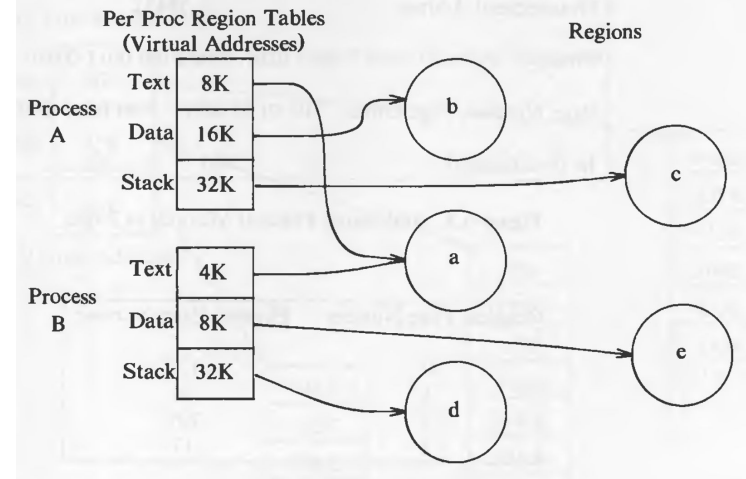 Per Proc Region Tables
(Virtual Addresses)
Regions
Process
A
Text 8K
Data 16K
Stack 32K
b
c
Process
B
Text 4K
Data 8K
Stack 32K
a
e
d